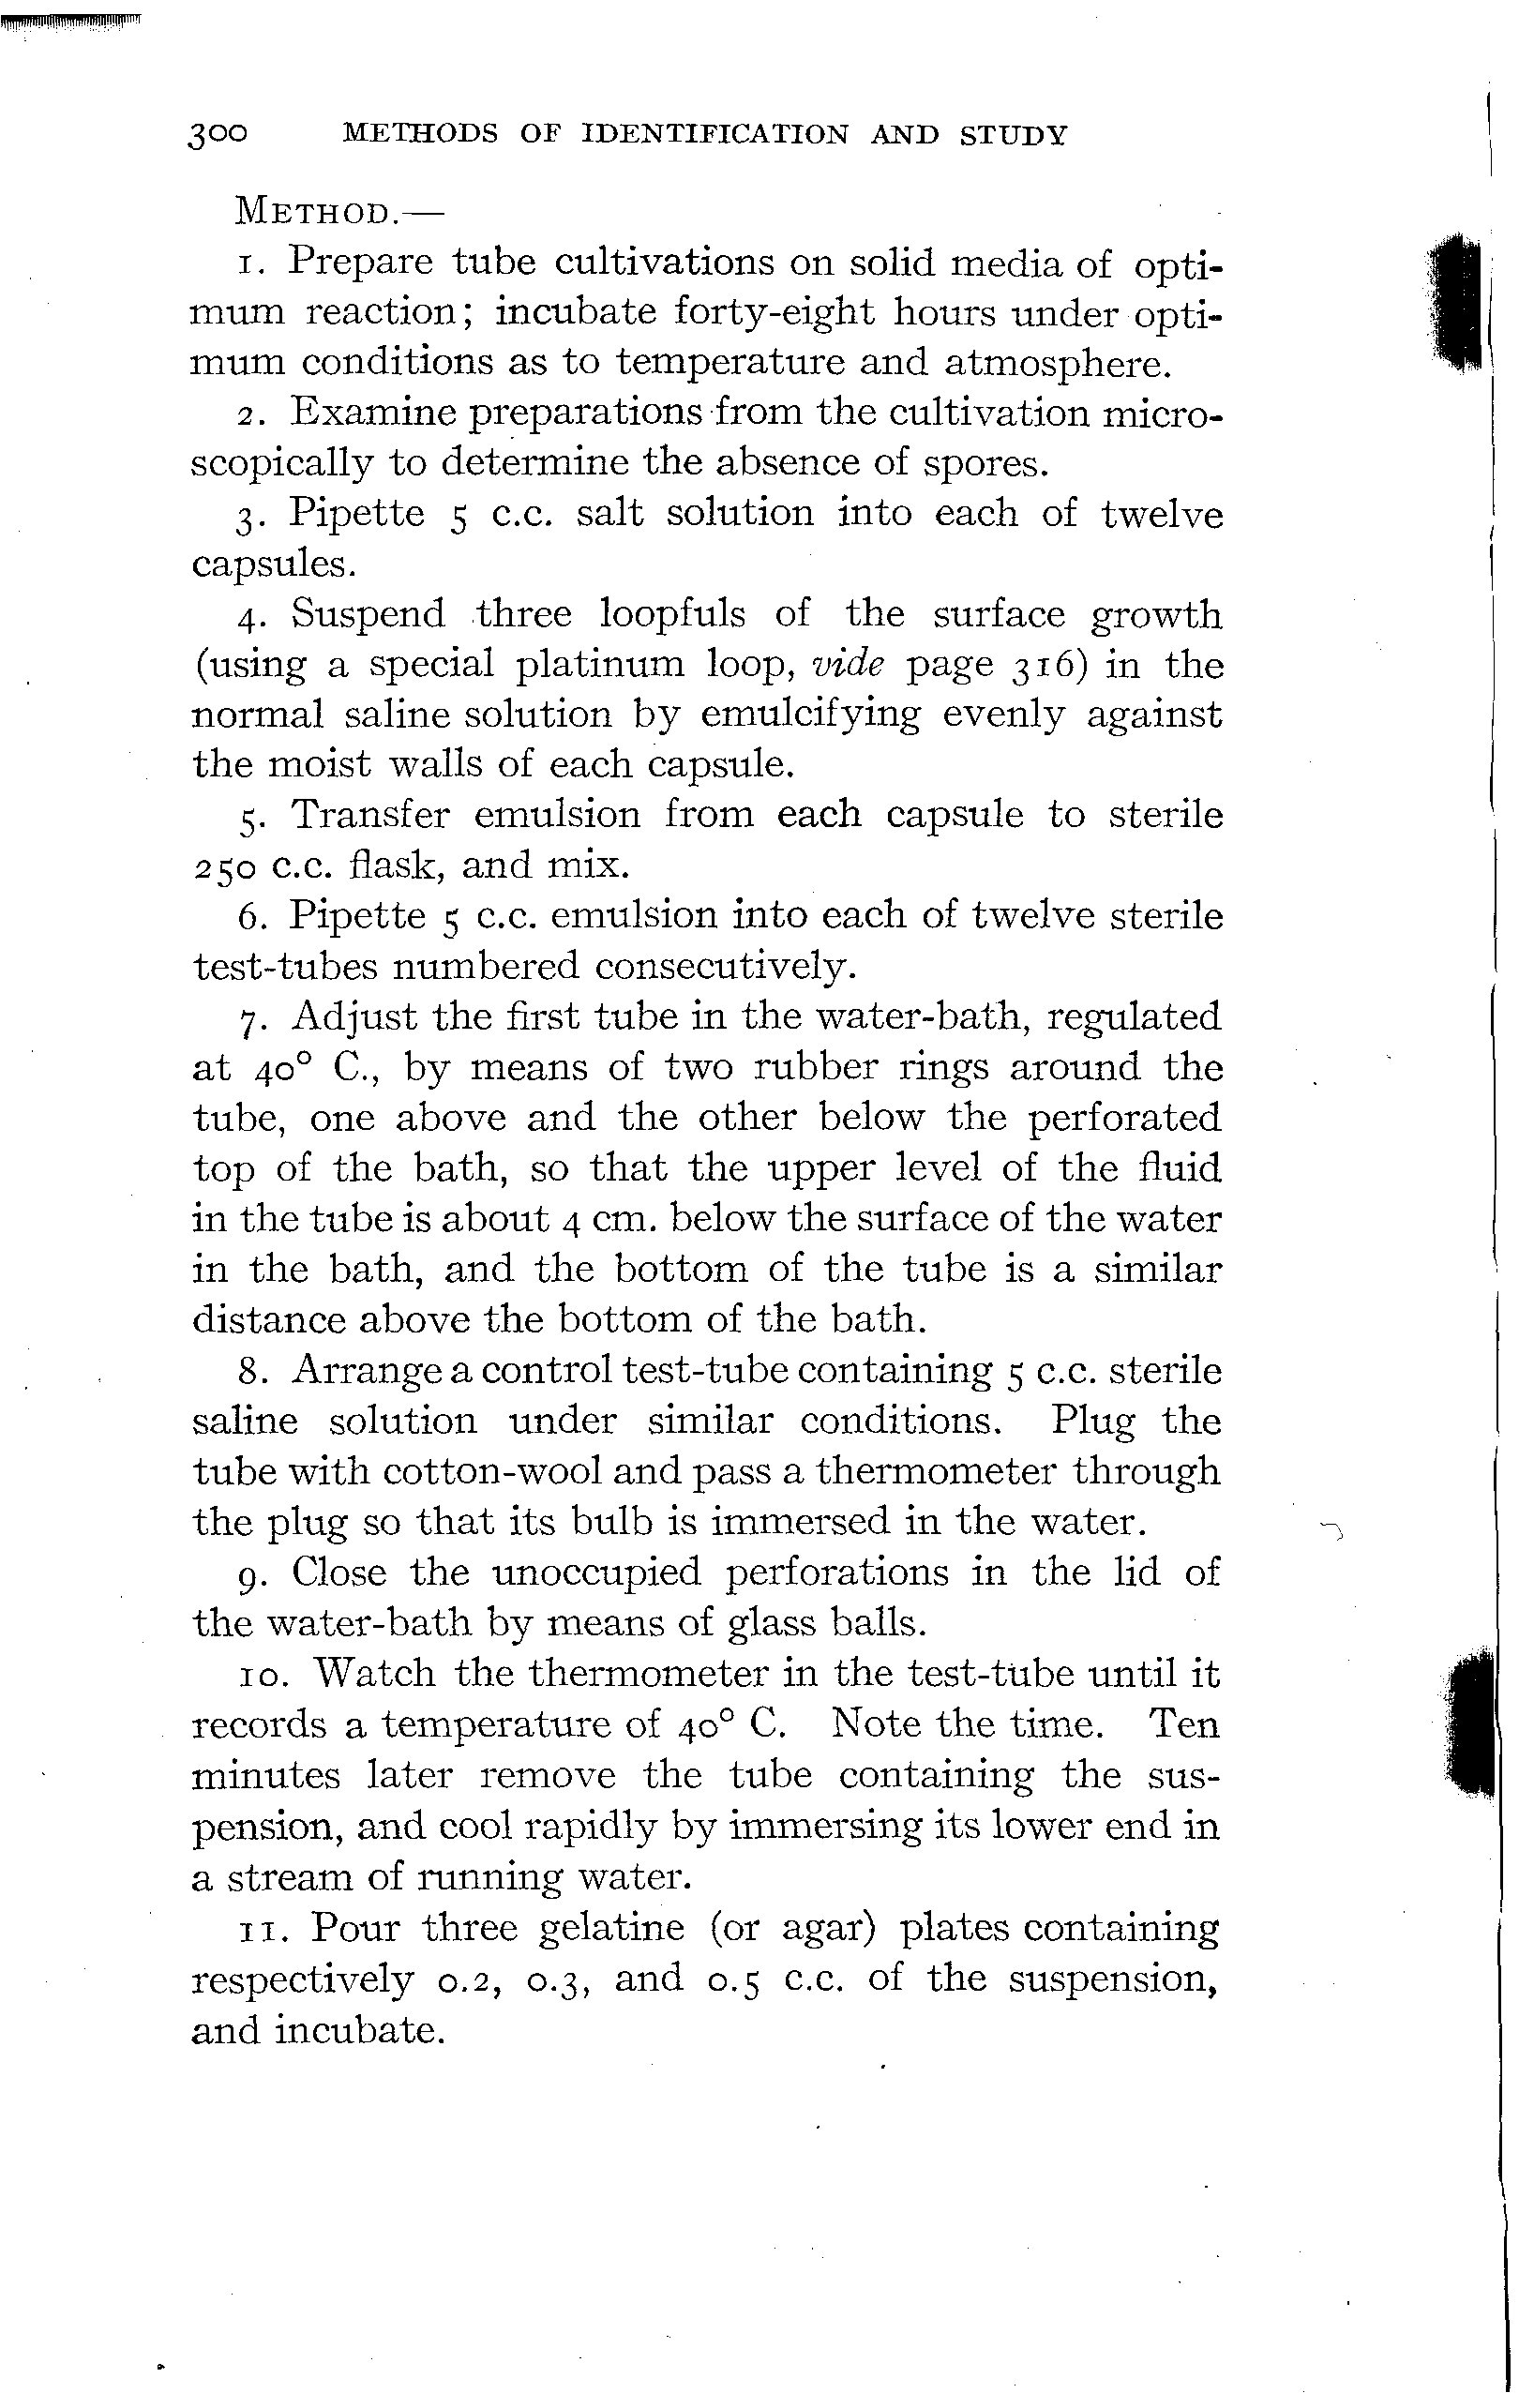 300 METHODS OF IDENTIFICATION AND STUDY
METHOD.—
1. Prepare tube cultivations on solid media of opti-
mum reaction; incubate forty-eight hours under opti-
mum conditions as to temperature and atmosphere.
2. Examine preparations from the cultivation micro-
scopically to determine the absence of spores.
3. Pipette 5 c.c. salt solution into each of twelve
capsules.
4. Suspend three loopfuls of the surface growth
(using a special platinum loop, vide page 316) in the
normal saline solution by emulcifying evenly against
the moist walls of each capsule.
5. Transfer emulsion from each capsule to sterile
250 c.c. flask, and mix.
6. Pipette 5 c.c. emulsion into each of twelve sterile
test-tubes numbered consecutively.
7. Adjust the first tube in the water-bath, regulated
at 40° C., by means of two rubber rings around the
tube, one above and the other below the perforated
top of the bath, so that the upper level of the fluid
in the tube is about 4 cm. below the surface of the water
in the bath, and the bottom of the tube is a similar
distance above the bottom of the bath.
8. Arrange a control test-tube containing 5 c.c. sterile
saline solution under similar conditions. Plug the
tube with cotton-wool and pass a thermometer through
the plug so that its bulb is immersed in the water.
9. Close the unoccupied perforations in the lid of
the water-bath by means of glass balls.
10. Watch the thermometer in the test-tube until it
records a temperature of 40° C. Note the time. Ten
minutes later remove the tube containing the sus-
pension, and cool rapidly by immersing its lower end in
a stream of running water.
11. Pour three gelatine (or agar) plates containing
respectively 0.2, 0.3, and 0.5 c.c. of the suspension,
and incubate.